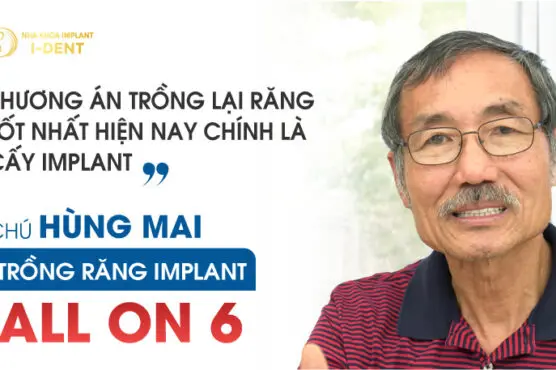 NHA KHOA IMPLANT
I-DENT
HƯƠNG ÁN TRỒNG LẠI RĂNG
ỐT NHẤT HIỆN NAY CHÍNH LÀ
CẤY IMPLANT ”
CHÚ HÙNG MAI
TRỒNG RĂNG IMPLANT
ALL ON 6